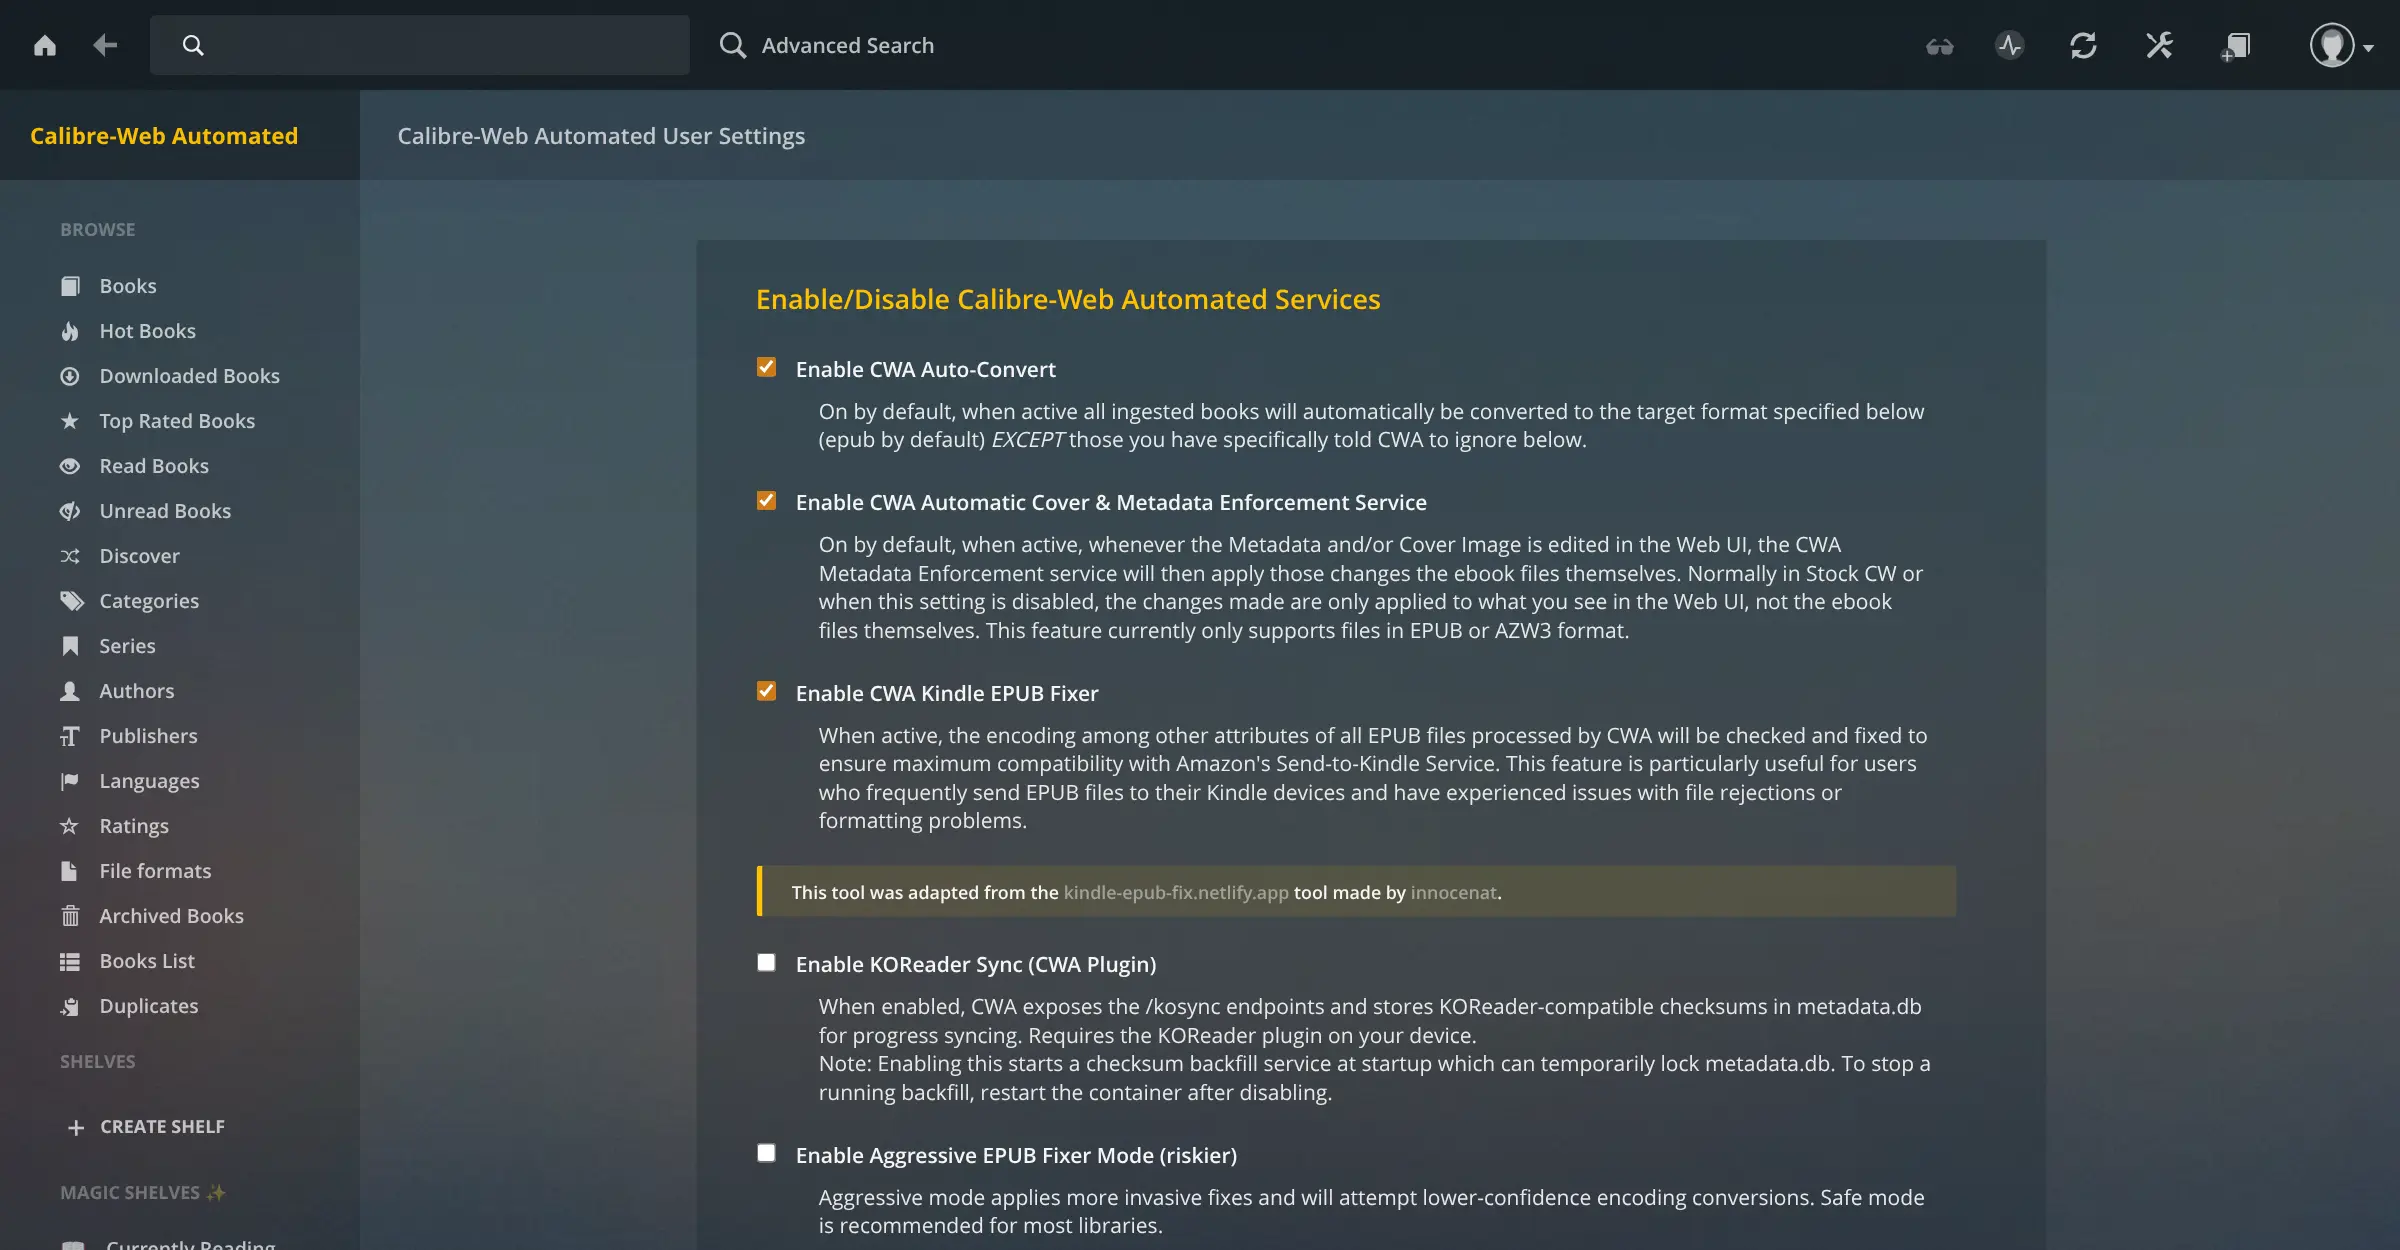 Advanced Search
Calibre-Web Automated
Calibre-Web Automated User Settings
BROWSE
Books
Hot Books
Downloaded Books
Top Rated Books
Read Books
Unread Books
Discover
Categories
Series
Authors
Publishers
Languages
Ratings
File formats
Archived Books
Books List
Duplicates
SHELVES
CREATE SHELF
MAGIC SHELVES ✨
Currently Reading
Enable/Disable Calibre-Web Automated Services
Enable CWA Auto-Convert
On by default, when active all ingested books will automatically be converted to the target format specified below
(epub by default) EXCEPT those you have specifically told CWA to ignore below.
Enable CWA Automatic Cover & Metadata Enforcement Service
On by default, when active, whenever the Metadata and/or Cover Image is edited in the Web UI, the CWA
Metadata Enforcement service will then apply those changes the ebook files themselves. Normally in Stock CW or
when this setting is disabled, the changes made are only applied to what you see in the Web UI, not the ebook
files themselves. This feature currently only supports files in EPUB or AZW3 format.
Enable CWA Kindle EPUB Fixer
When active, the encoding among other attributes of all EPUB files processed by CWA will be checked and fixed to
ensure maximum compatibility with Amazon's Send-to-Kindle Service. This feature is particularly useful for users
who frequently send EPUB files to their Kindle devices and have experienced issues with file rejections or
formatting problems.
This tool was adapted from the kindle-epub-fix.netlify.app tool made by innocenat.
Enable KOReader Sync (CWA Plugin)
When enabled, CWA exposes the /kosync endpoints and stores KOReader-compatible checksums in metadata.db
for progress syncing. Requires the KOReader plugin on your device.
Note: Enabling this starts a checksum backfill service at startup which can temporarily lock metadata.db. To stop a
running backfill, restart the container after disabling.
Enable Aggressive EPUB Fixer Mode (riskier)
Aggressive mode applies more invasive fixes and will attempt lower-confidence encoding conversions. Safe mode
is recommended for most libraries.